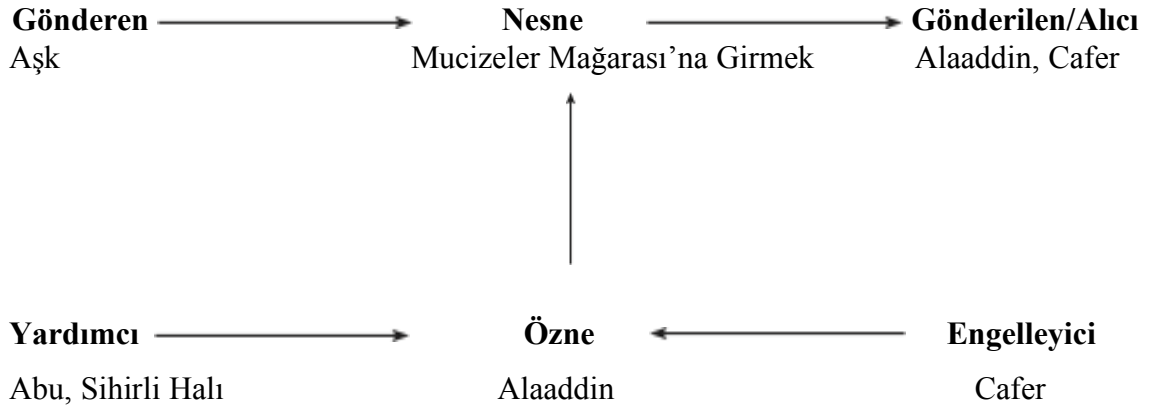 Gönderen Nesne Gönderilen/Alıcı
Aşk Mucizeler Mağarası’na Girmek Alaaddin, Cafer
Yardımcı Özne Engelleyici
Abu, Sihirli Halı Alaaddin Cafer